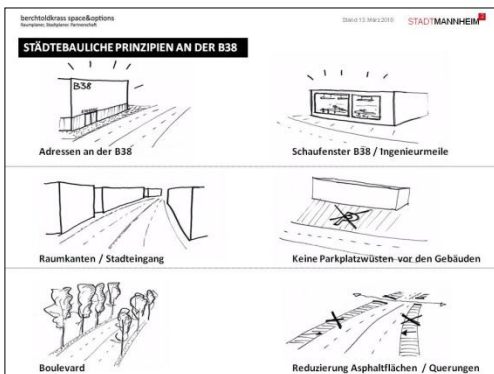 berchtoldkrass space&options
Raumplaner, Stadtplaner. Partnerschaft
Stand 13. März 2018
STADTMANNHEIM²
STÄDTEBAULICHE PRINZIPIEN AN DER B38
B38
Adressen an der B38
Schaufenster B38 / Ingenieurmeile
Raumkanten / Stadteingang
Keine Parkplatzwüsten vor den Gebäuden
Boulevard
Reduzierung Asphaltflächen / Querungen